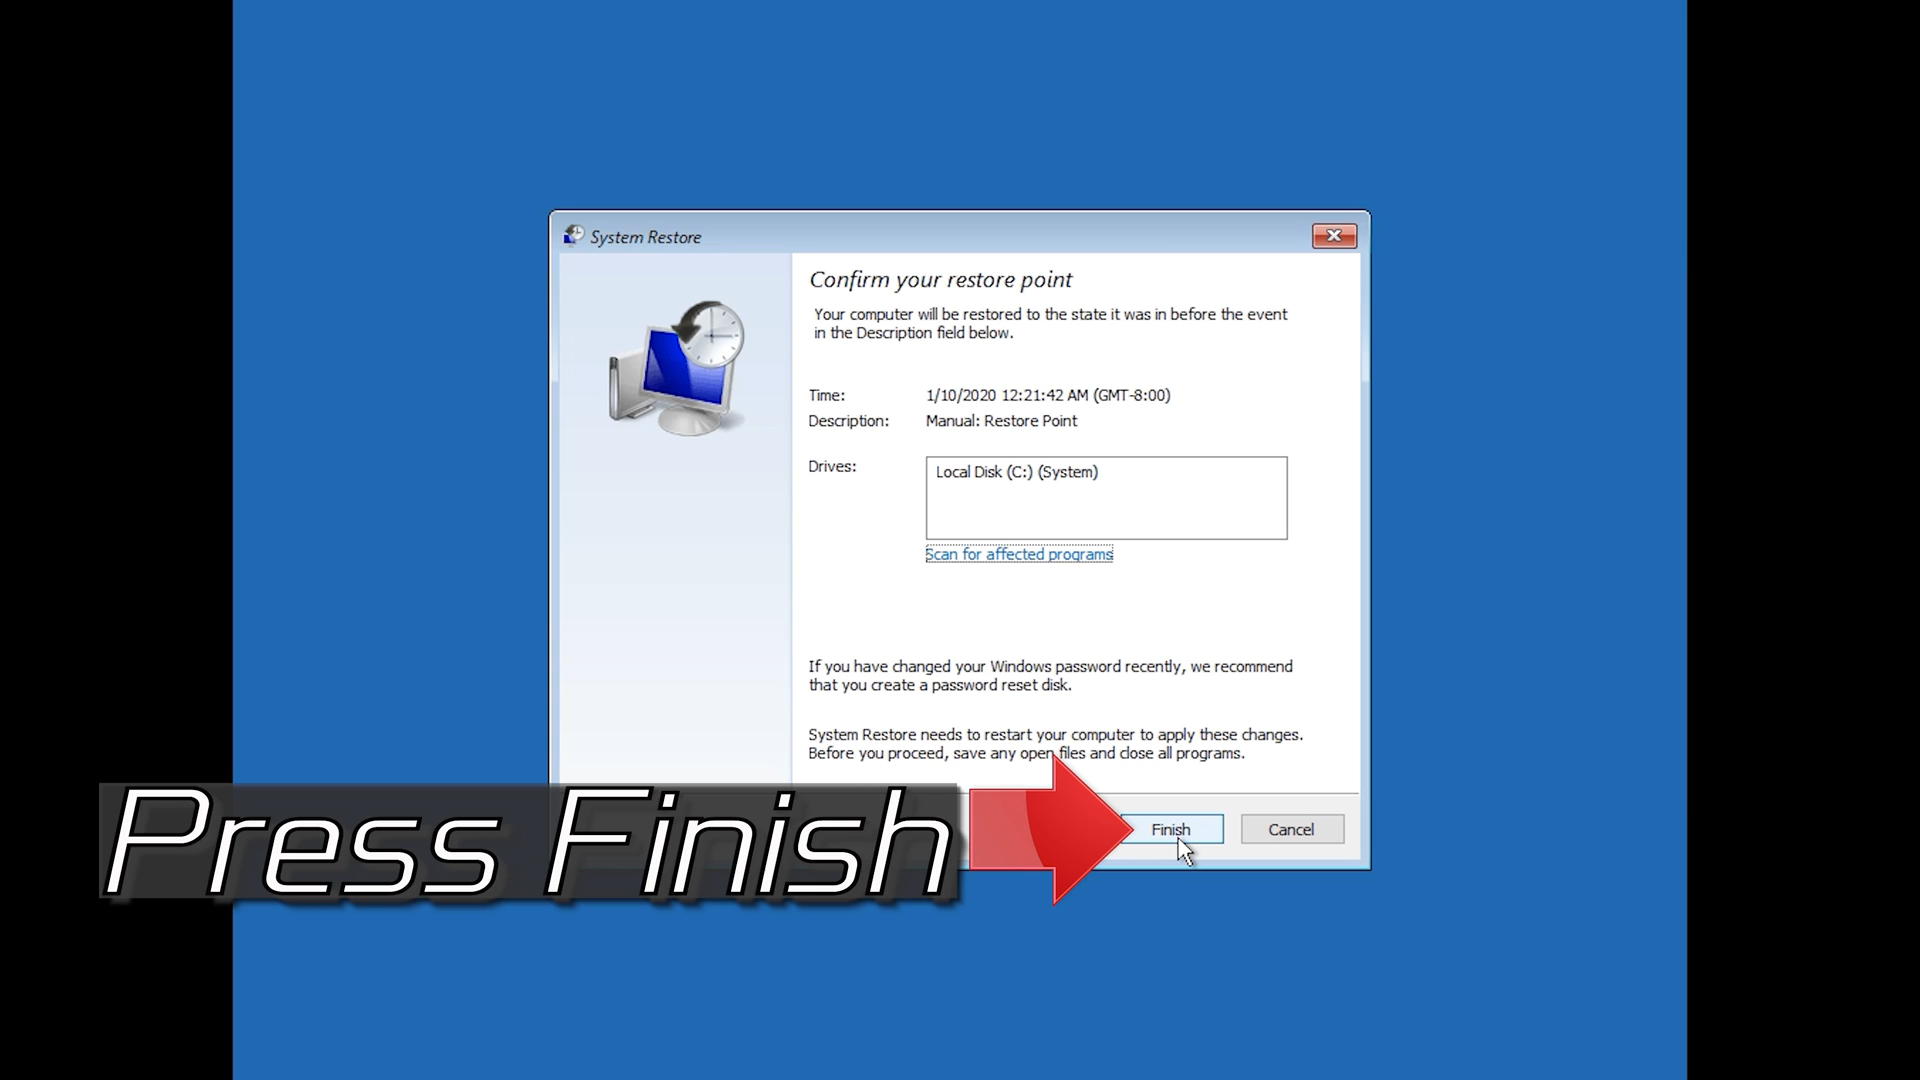 System Restore
Confirm your restore point
Your computer will be restored to the state it was in before the event
in the Description field below.
Time: 1/10/2020 12:21:42 AM (GMT-8:00)
Description: Manual: Restore Point
Drives: Local Disk (C:) (System)
Scan for affected programs
If you have changed your Windows password recently, we recommend
that you create a password reset disk.
System Restore needs to restart your computer to apply these changes.
Before you proceed, save any open files and close all programs.
Press Finish
Finish Cancel